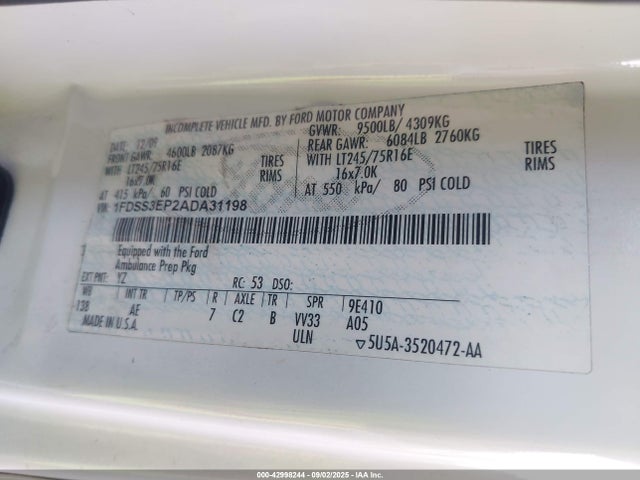 INCOMPLETE VEHICLE MFD. BY FORD MOTOR COMPANY
DATE: 12/09 GVWR: 9500LB/ 4309KG
FRONT GAWR: 4600LB 2087KG REAR GAWR: 6084LB 2760KG
WITH LT245/75R16E TIRES WITH LT245/75R16E TIRES
16x7.0K RIMS 16x7.0K RIMS
AT 415 kPa/ 60 PSI COLD AT 550 kPa/ 80 PSI COLD
VIN: 1FDSS3EP2ADA31198
Equipped with the Ford
Ambulance Prep Pkg
EXT PNT: YZ RC: 53 DSO:
WB INT TR TP/PS R AXLE TR SPR 9E410
138 AE 7 C2 B VV33 A05
MADE IN U.S.A. ULN 5U5A-3520472-AA
000-42998244 - 09/02/2025 - IAA Inc.